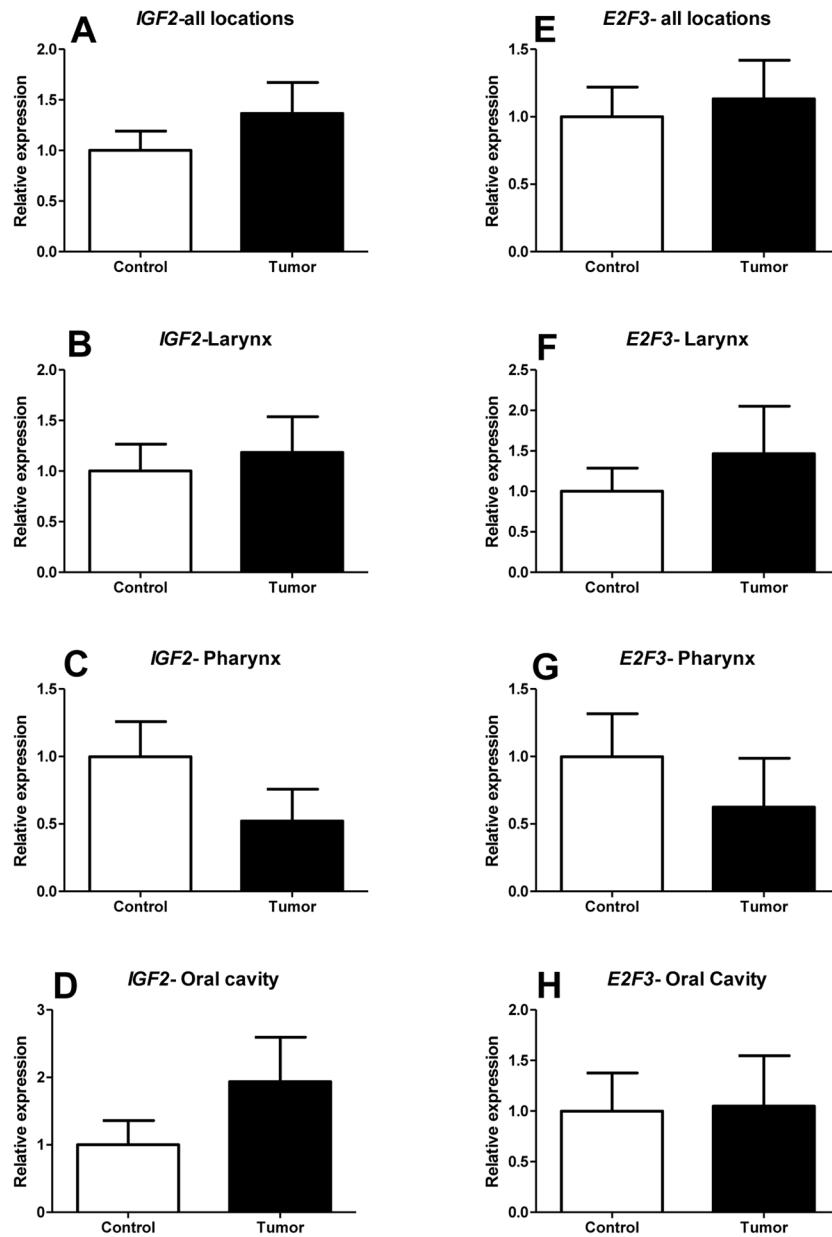 A
IGF2-all locations
Relative expression
2.0
1.5
1.0
0.5
0.0
Control Tumor
E
E2F3- all locations
Relative expression
1.5
1.0
0.5
0.0
Control Tumor
B
IGF2-Larynx
Relative expression
2.0
1.5
1.0
0.5
0.0
Control Tumor
F
E2F3- Larynx
Relative expression
2.5
2.0
1.5
1.0
0.5
0.0
Control Tumor
C
IGF2- Pharynx
Relative expression
1.5
1.0
0.5
0.0
Control Tumor
G
E2F3- Pharynx
Relative expression
1.5
1.0
0.5
0.0
Control Tumor
D
IGF2- Oral cavity
Relative expression
3
2
1
0
Control Tumor
H
E2F3- Oral Cavity
Relative expression
2.0
1.5
1.0
0.5
0.0
Control Tumor